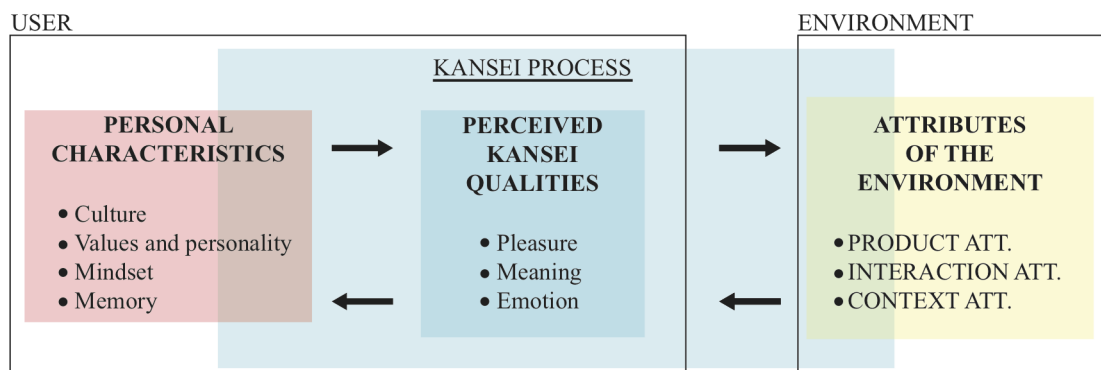 USER
ENVIRONMENT
KANSEI PROCESS
PERSONAL
CHARACTERISTICS
• Culture
• Values and personality
• Mindset
• Memory
PERCEIVED
KANSEI
QUALITIES
• Pleasure
• Meaning
• Emotion
ATTRIBUTES
OF THE
ENVIRONMENT
• PRODUCT ATT.
• INTERACTION ATT.
• CONTEXT ATT.